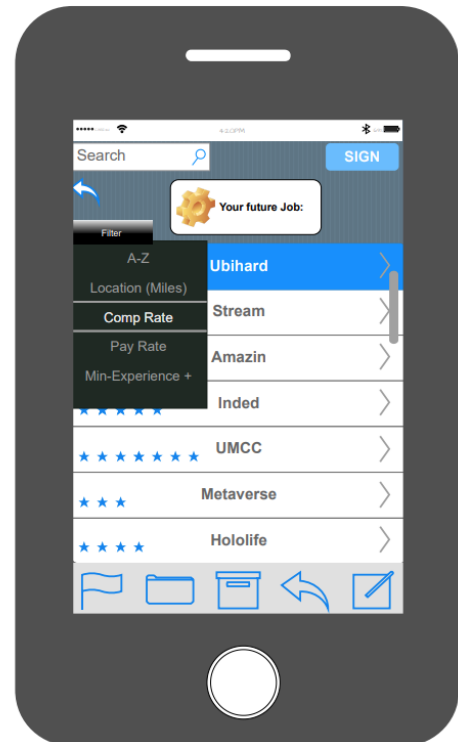 Search
SIGN
Your future Job:
Filter
A-Z
Location (Miles)
Comp Rate
Pay Rate
Min-Experience +
Ubihard
Stream
Amazin
Inded
UMCC
Metaverse
Hololife